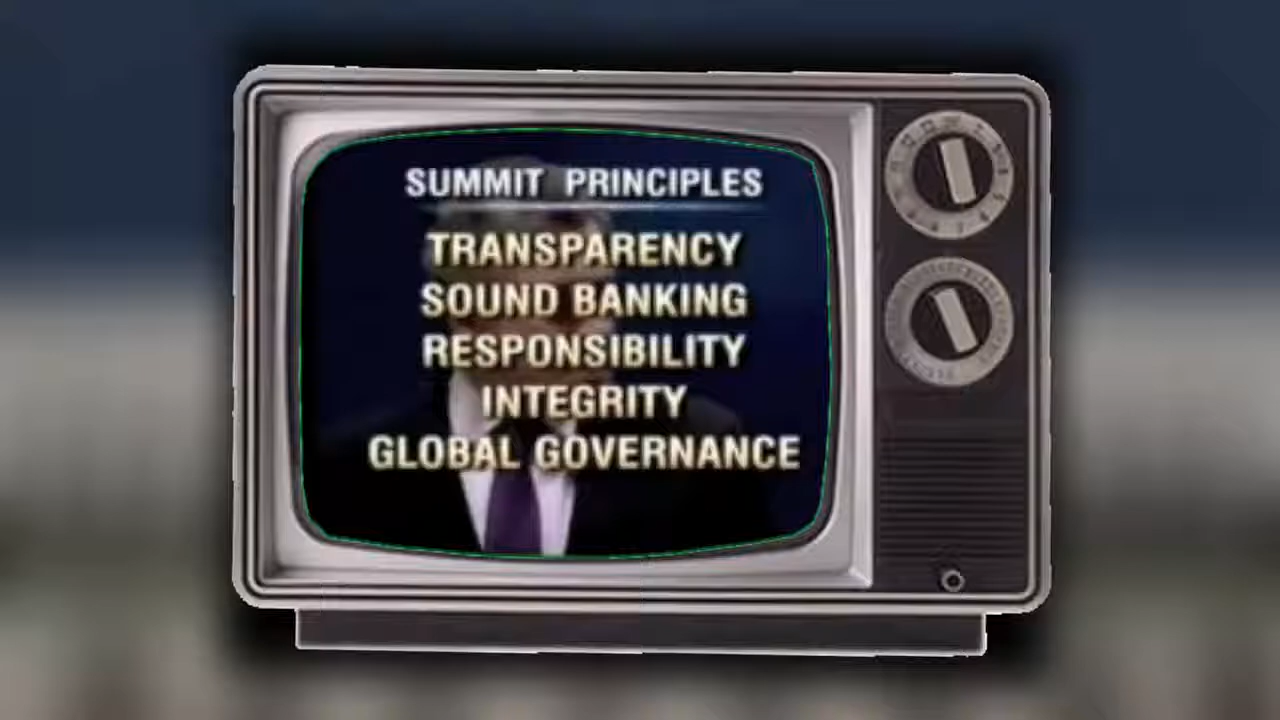 SUMMIT PRINCIPLES
TRANSPARENCY
SOUND BANKING
RESPONSIBILITY
INTEGRITY
GLOBAL GOVERNANCE